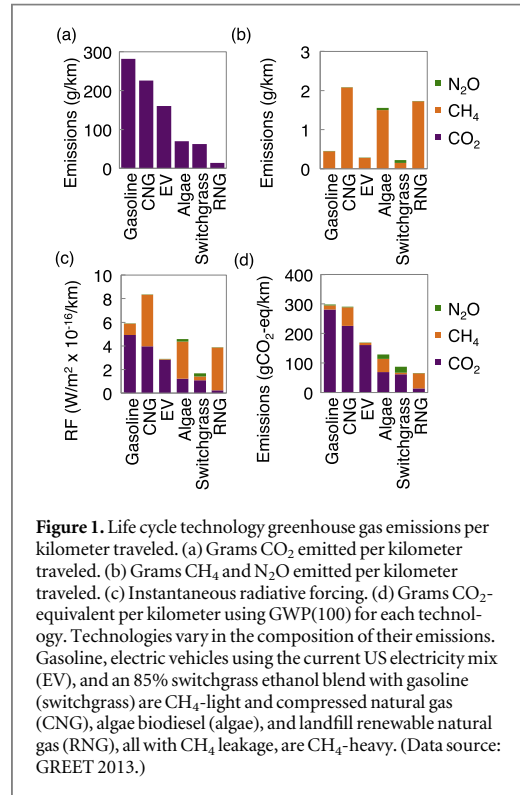 (a)
Emissions (g/km)
300
200
100
0
Gasoline
CNG
EV
Algae
Switchgrass
RNG
(b)
Emissions (g/km)
3
2
1
0
Gasoline
CNG
EV
Algae
Switchgrass
RNG
N₂O
CH₄
CO₂
(c)
RF (W/m² x 10⁻¹⁶/km)
10
8
6
4
2
0
Gasoline
CNG
EV
Algae
Switchgrass
RNG
(d)
Emissions (gCO₂-eq/km)
400
300
200
100
0
Gasoline
CNG
EV
Algae
Switchgrass
RNG
N₂O
CH₄
CO₂
Figure 1. Life cycle technology greenhouse gas emissions per
kilometer traveled. (a) Grams CO₂ emitted per kilometer
traveled. (b) Grams CH₄ and N₂O emitted per kilometer
traveled. (c) Instantaneous radiative forcing. (d) Grams CO₂-
equivalent per kilometer using GWP(100) for each technol-
ogy. Technologies vary in the composition of their emissions.
Gasoline, electric vehicles using the current US electricity mix
(EV), and an 85% switchgrass ethanol blend with gasoline
(switchgrass) are CH₄-light and compressed natural gas
(CNG), algae biodiesel (algae), and landfill renewable natural
gas (RNG), all with CH₄ leakage, are CH₄-heavy. (Data source:
GREET 2013.)